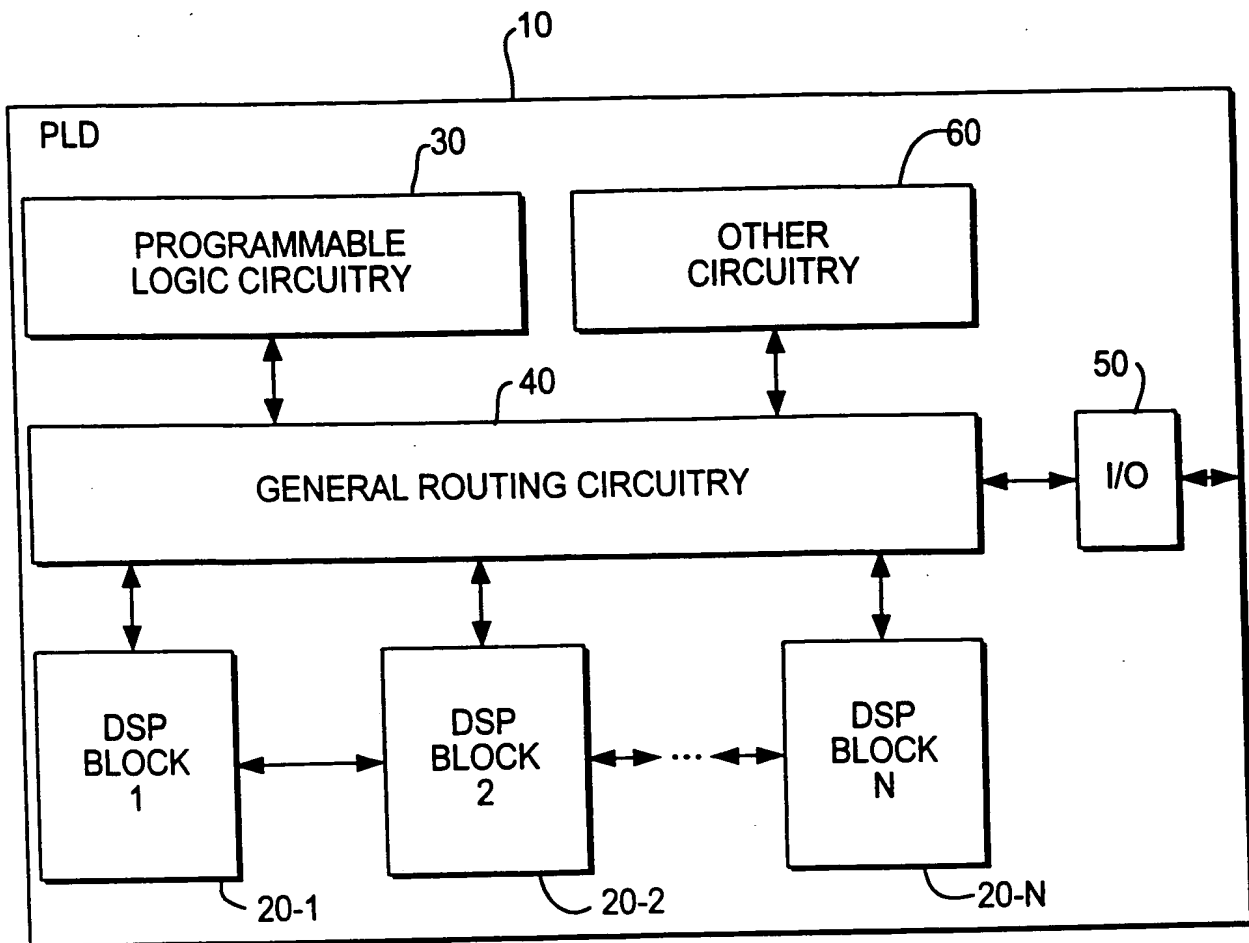 10
PLD
30
60
PROGRAMMABLE
LOGIC CIRCUITRY
OTHER
CIRCUITRY
40
50
GENERAL ROUTING CIRCUITRY
I/O
DSP
BLOCK
1
DSP
BLOCK
2
...
DSP
BLOCK
N
20-1
20-2
20-N